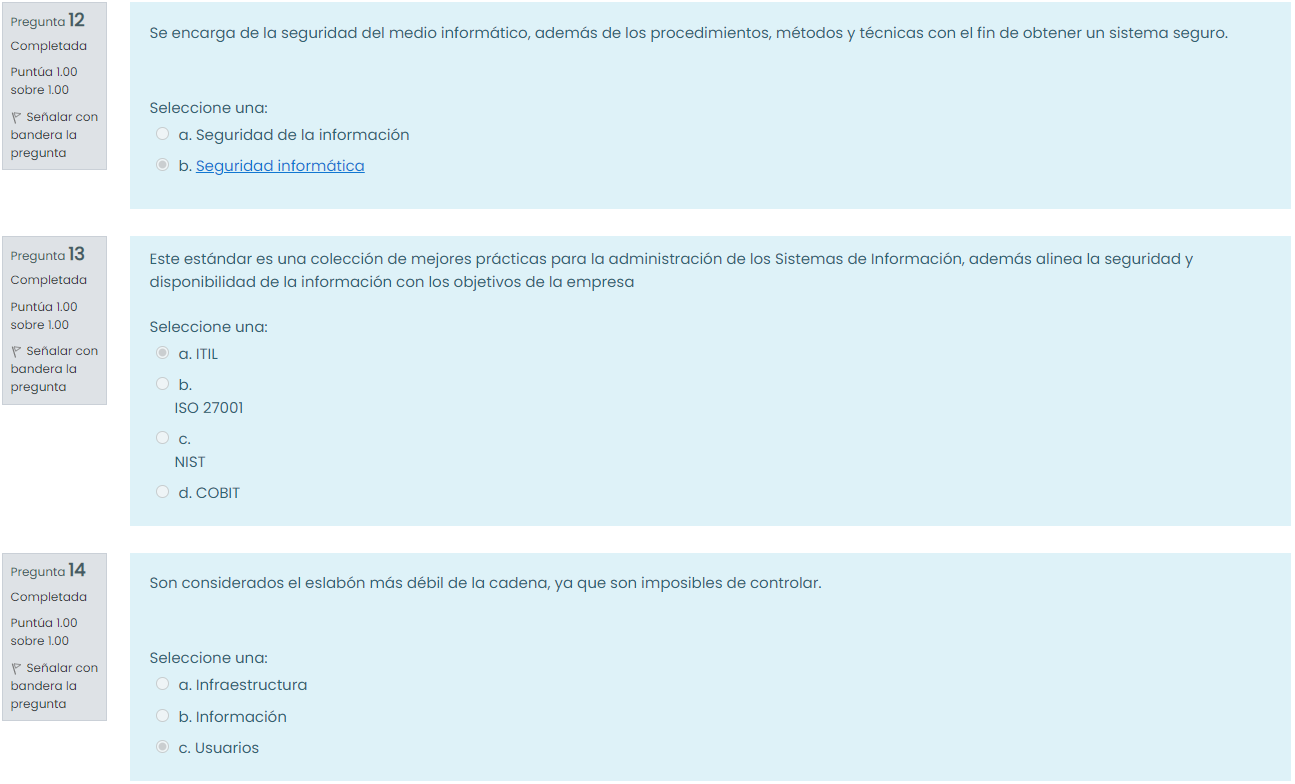 Pregunta 12
Completada
Puntúa 1.00
sobre 1.00
Señalar con
bandera la
pregunta
Se encarga de la seguridad del medio informático, además de los procedimientos, métodos y técnicas con el fin de obtener un sistema seguro.
Seleccione una:
a. Seguridad de la información
b. Seguridad informática
Pregunta 13
Completada
Puntúa 1.00
sobre 1.00
Señalar con
bandera la
pregunta
Este estándar es una colección de mejores prácticas para la administración de los Sistemas de Información, además alinea la seguridad y
disponibilidad de la información con los objetivos de la empresa
Seleccione una:
a. ITIL
b.
ISO 27001
c.
NIST
d. COBIT
Pregunta 14
Completada
Puntúa 1.00
sobre 1.00
Señalar con
bandera la
pregunta
Son considerados el eslabón más débil de la cadena, ya que son imposibles de controlar.
Seleccione una:
a. Infraestructura
b. Información
c. Usuarios